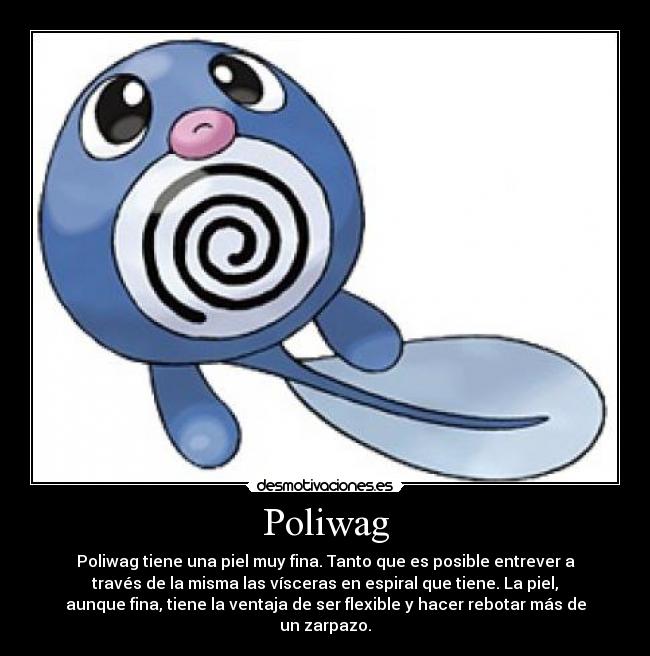 desmotivaciones.es
Poliwag
Poliwag tiene una piel muy fina. Tanto que es posible entrever a
través de la misma las vísceras en espiral que tiene. La piel,
aunque fina, tiene la ventaja de ser flexible y hacer rebotar más de
un zarpazo.